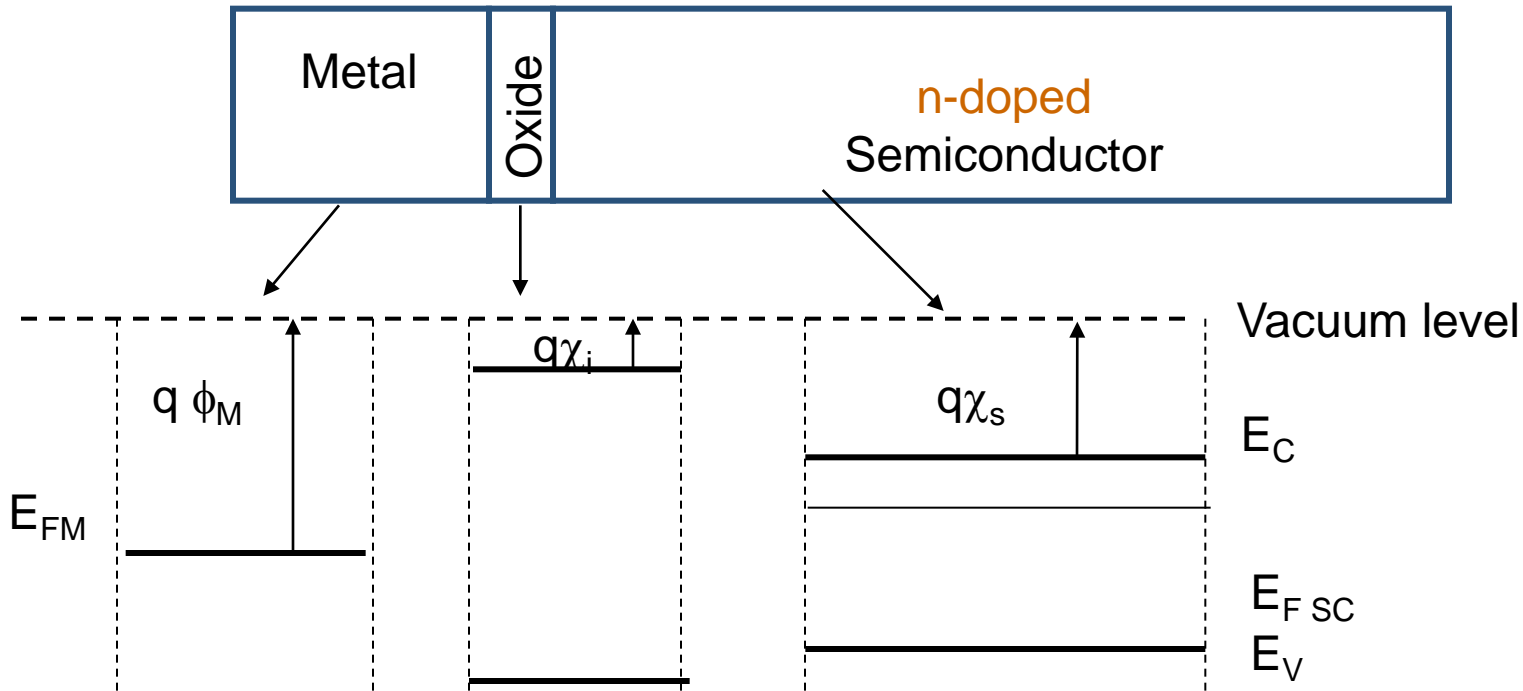 Metal
Oxide
n-doped
Semiconductor
Vacuum level
qχi
q ϕM
qχs
EC
EFM
EF SC
EV